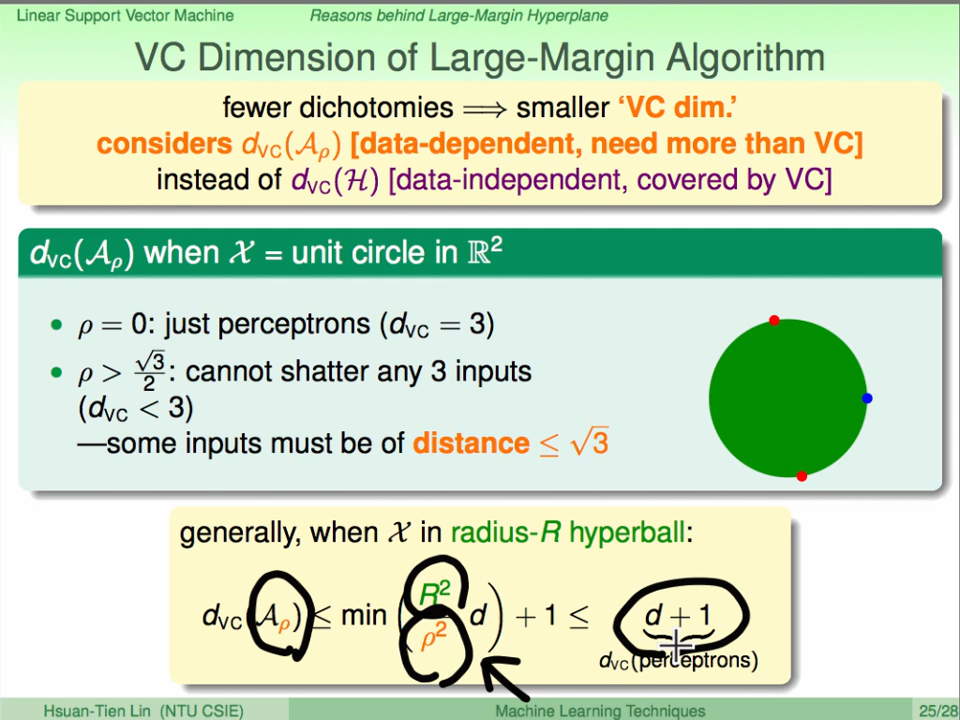 Linear Support Vector Machine    Reasons behind Large-Margin Hyperplane
VC Dimension of Large-Margin Algorithm
fewer dichotomies ⟹ smaller ‘VC dim.’
considers d_VC(𝒜_ρ) [data-dependent, need more than VC]
instead of d_VC(ℋ) [data-independent, covered by VC]
d_VC(𝒜_ρ) when 𝒳 = unit circle in ℝ²
• ρ = 0: just perceptrons (d_VC = 3)
• ρ > √3/2: cannot shatter any 3 inputs
(d_VC < 3)
—some inputs must be of distance ≤ √3
generally, when 𝒳 in radius-R hyperball:
d_VC(𝒜_ρ) ≤ min(R²/ρ², d) + 1 ≤ d + 1
d_VC(perceptrons)
Hsuan-Tien Lin (NTU CSIE)    Machine Learning Techniques    25/28